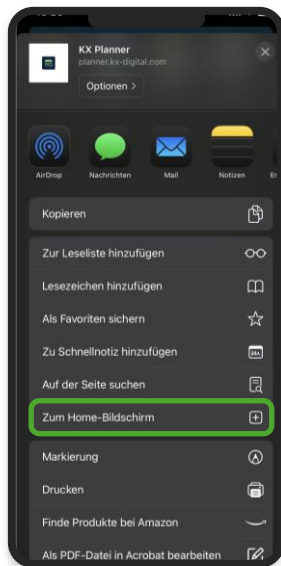 KX Planner
planner.kx-digital.com
Optionen >
AirDrop
Nachrichten
Mail
Notizen
Kopieren
Zur Leseliste hinzufügen
Lesezeichen hinzufügen
Als Favoriten sichern
Zu Schnellnotiz hinzufügen
Auf der Seite suchen
Zum Home-Bildschirm
Markierung
Drucken
Finde Produkte bei Amazon
Als PDF-Datei in Acrobat bearbeiten